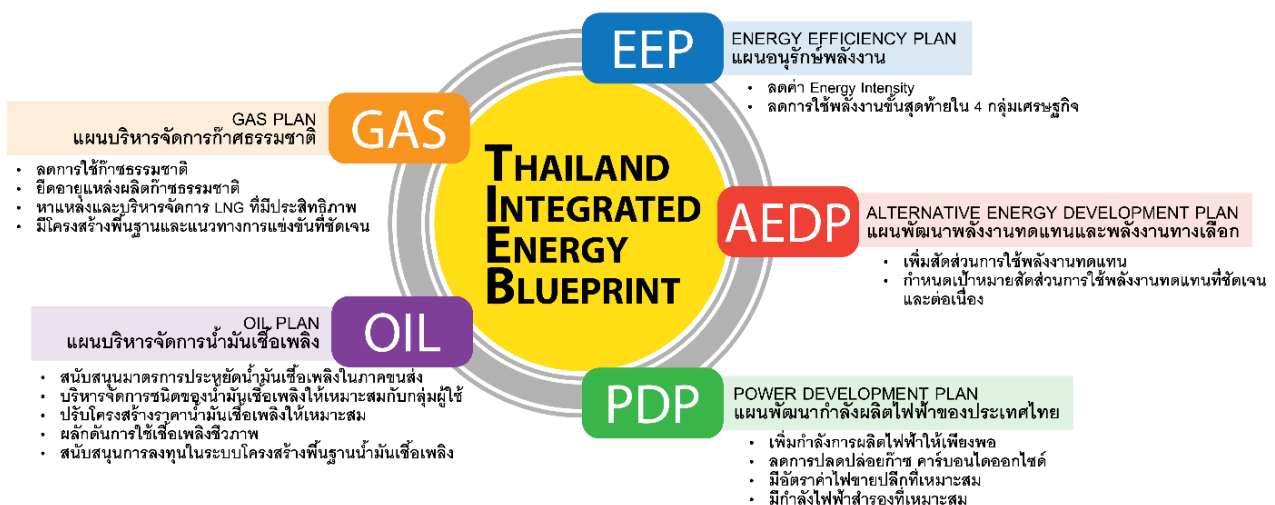 THAILAND
INTEGRATED
ENERGY
BLUEPRINT
EEP
ENERGY EFFICIENCY PLAN
แผนอนุรักษ์พลังงาน
• ลดค่า Energy Intensity
• ลดการใช้พลังงานขั้นสุดท้ายใน 4 กลุ่มเศรษฐกิจ
AEDP
ALTERNATIVE ENERGY DEVELOPMENT PLAN
แผนพัฒนาพลังงานทดแทนและพลังงานทางเลือก
• เพิ่มสัดส่วนการใช้พลังงานทดแทน
• กำหนดเป้าหมายสัดส่วนการใช้พลังงานทดแทนที่ชัดเจน
และต่อเนื่อง
PDP
POWER DEVELOPMENT PLAN
แผนพัฒนากำลังผลิตไฟฟ้าของประเทศไทย
• เพิ่มกำลังการผลิตไฟฟ้าให้เพียงพอ
• ลดการปลดปล่อยก๊าซ คาร์บอนไดออกไซด์
• มีอัตราค่าไฟขายปลีกที่เหมาะสม
• มีกำลังไฟฟ้าสำรองที่เหมาะสม
GAS PLAN
แผนบริหารจัดการก๊าศธรรมชาติ
GAS
• ลดการใช้ก๊าซธรรมชาติ
• ยืดอายุแหล่งผลิตก๊าซธรรมชาติ
• หาแหล่งและบริหารจัดการ LNG ที่มีประสิทธิภาพ
• มีโครงสร้างพื้นฐานและแนวทางการแข่งขันที่ชัดเจน
OIL PLAN
แผนบริหารจัดการน้ำมันเชื้อเพลิง
OIL
• สนับสนุนมาตรการประหยัดน้ำมันเชื้อเพลิงในภาคขนส่ง
• บริหารจัดการชนิดของน้ำมันเชื้อเพลิงให้เหมาะสมกับกลุ่มผู้ใช้
• ปรับโครงสร้างราคาน้ำมันเชื้อเพลิงให้เหมาะสม
• ผลักดันการใช้เชื้อเพลิงชีวภาพ
• สนับสนุนการลงทุนในระบบโครงสร้างพื้นฐานน้ำมันเชื้อเพลิง